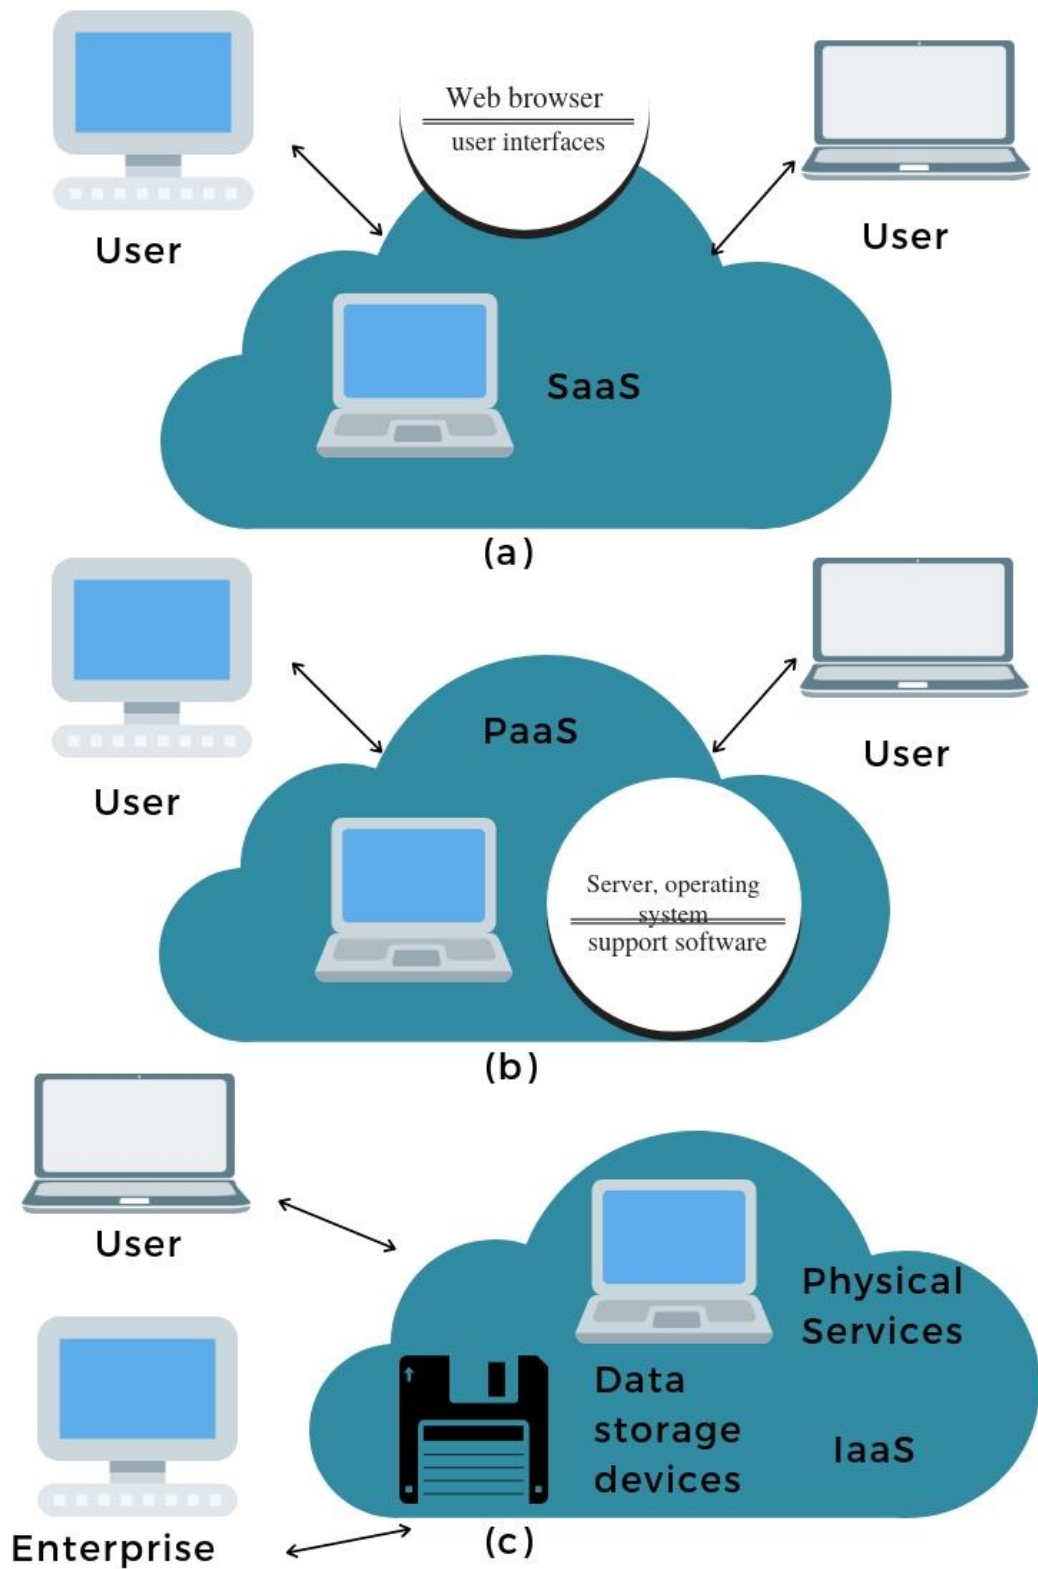 Web browser
user interfaces
User
User
SaaS
(a)
PaaS
User
User
Server, operating
system
support software
(b)
User
Physical
Services
Data
storage
devices
IaaS
Enterprise
(c)